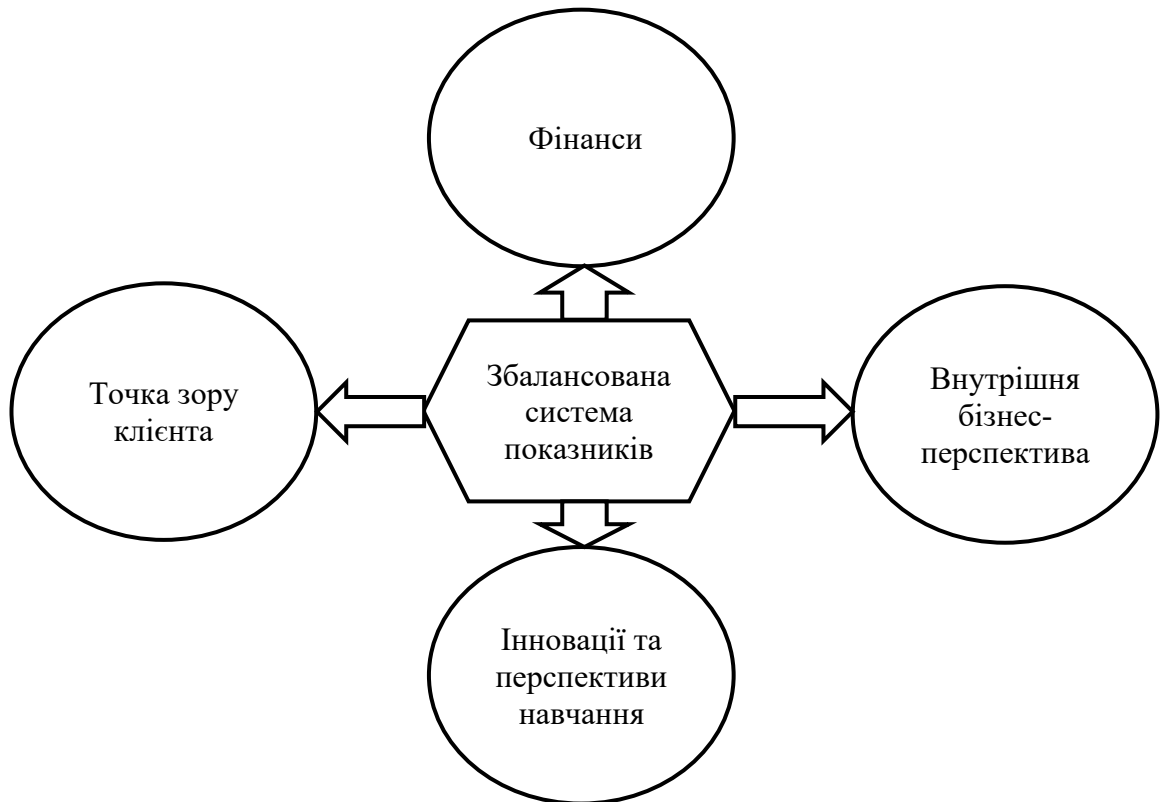 Фінанси
Точка зору
клієнта
Збалансована
система
показників
Внутрішня
бізнес-
перспектива
Інновації та
перспективи
навчання